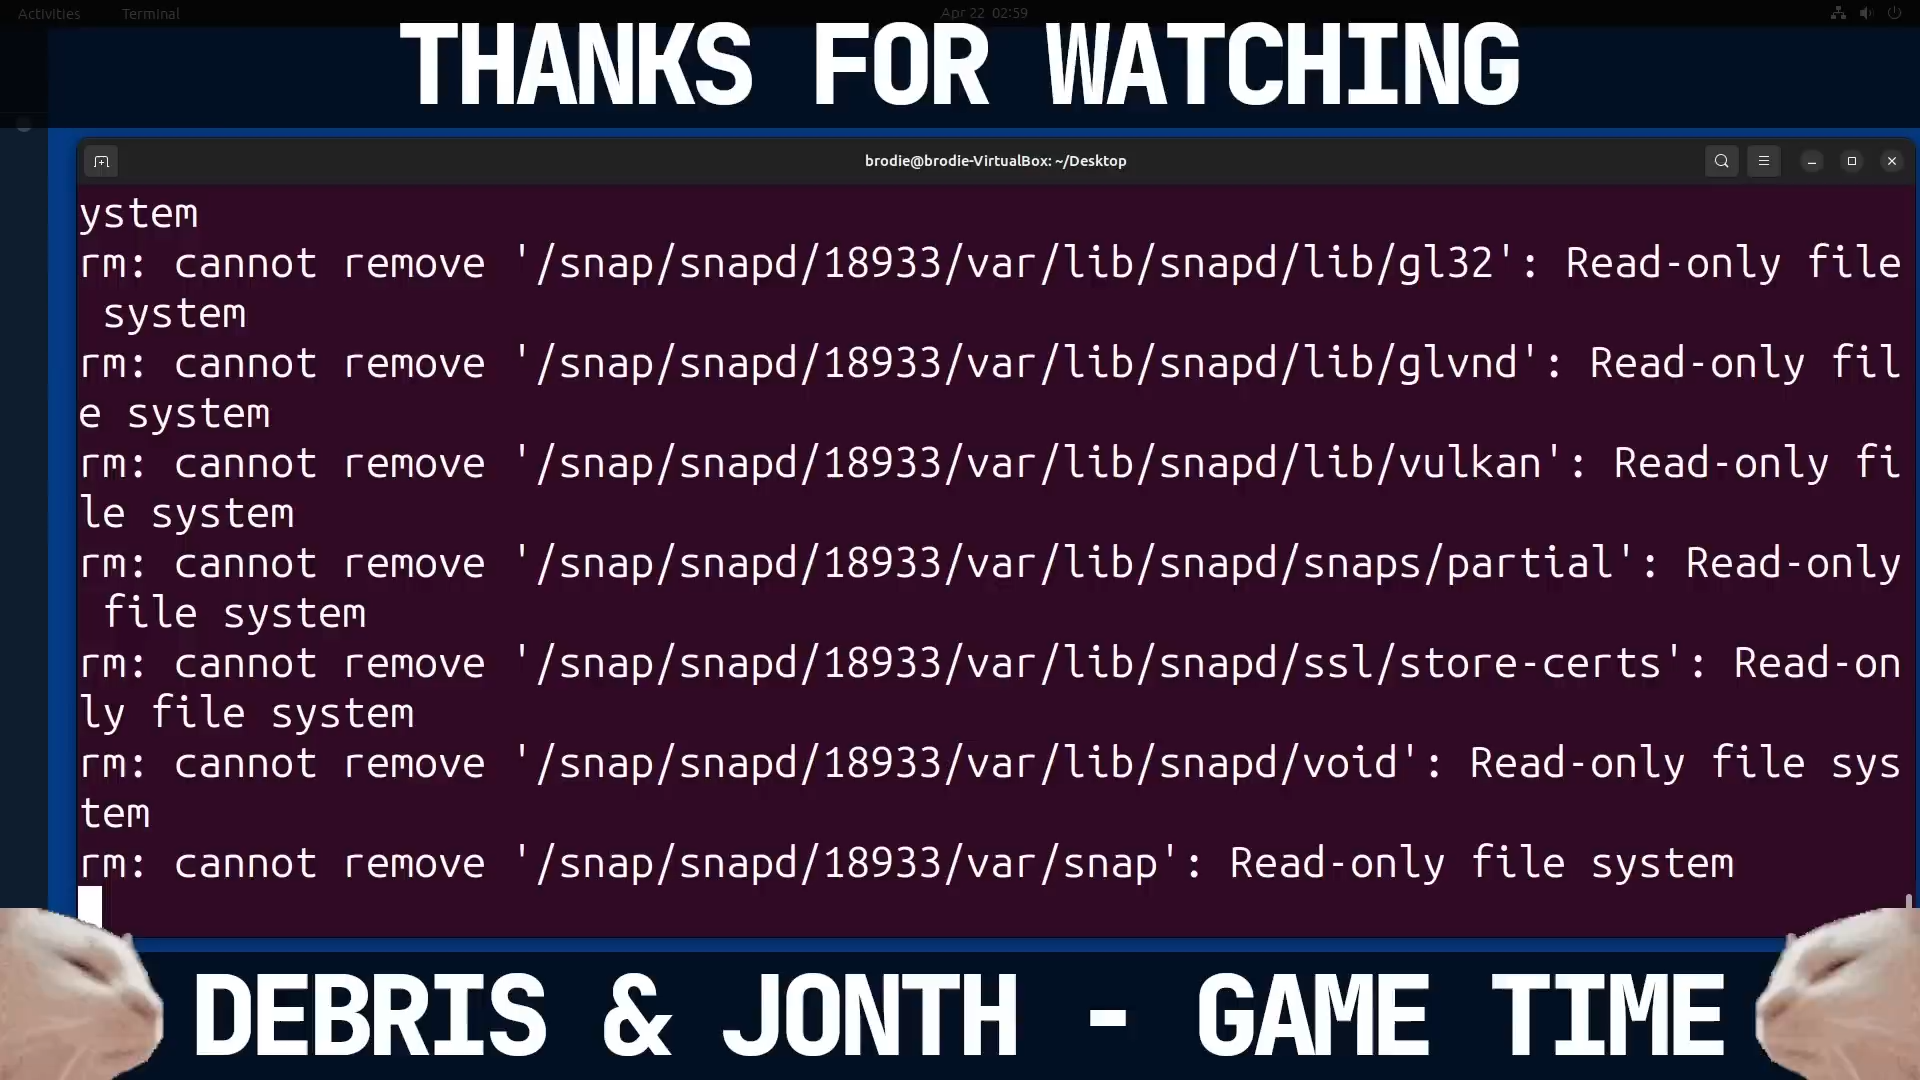 Activities Terminal Apr 22 02:59
THANKS FOR WATCHING
brodie@brodie-VirtualBox: ~/Desktop
ystem
rm: cannot remove '/snap/snapd/18933/var/lib/snapd/lib/gl32': Read-only file
 system
rm: cannot remove '/snap/snapd/18933/var/lib/snapd/lib/glvnd': Read-only fil
e system
rm: cannot remove '/snap/snapd/18933/var/lib/snapd/lib/vulkan': Read-only fi
le system
rm: cannot remove '/snap/snapd/18933/var/lib/snapd/snaps/partial': Read-only
 file system
rm: cannot remove '/snap/snapd/18933/var/lib/snapd/ssl/store-certs': Read-on
ly file system
rm: cannot remove '/snap/snapd/18933/var/lib/snapd/void': Read-only file sys
tem
rm: cannot remove '/snap/snapd/18933/var/snap': Read-only file system
DEBRIS & JONTH - GAME TIME